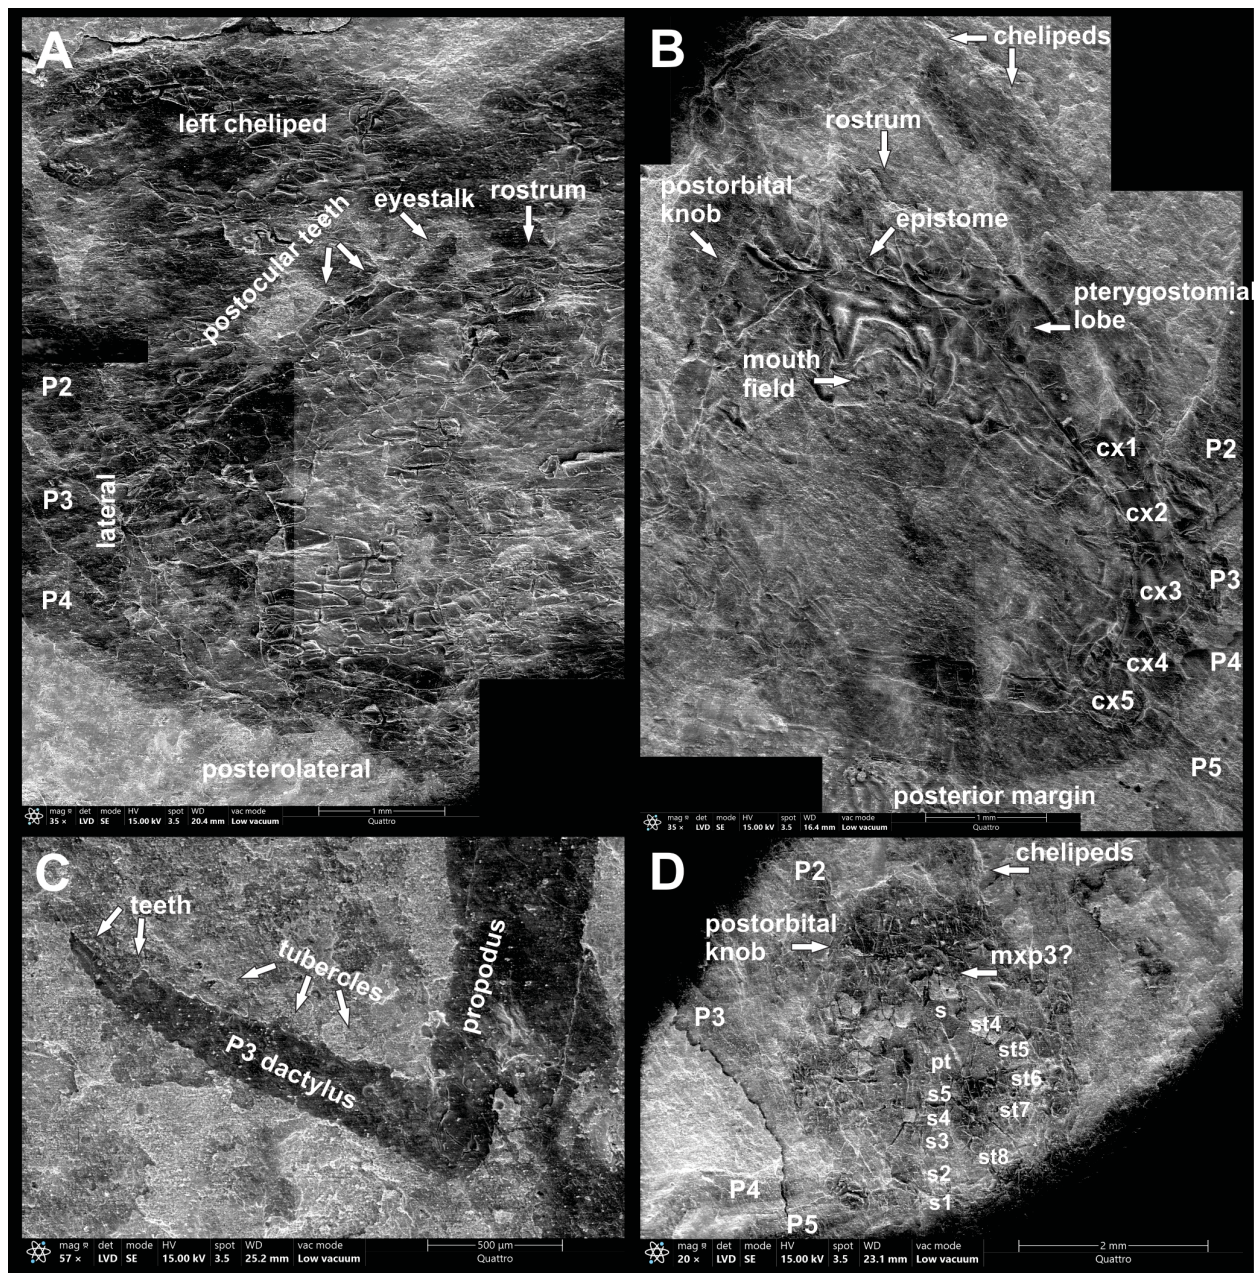 A
left cheliped
postocular teeth
eyestalk
rostrum
P2
P3
lateral
P4
posterolateral
mag det mode HV spot WD vac mode
35 × LVD SE 15.00 kV 3.5 20.4 mm Low vacuum
1 mm
Quattro
B
chelipeds
rostrum
postorbital
knob
epistome
pterygostomial
lobe
mouth
field
cx1
P2
cx2
cx3
P3
cx4
P4
cx5
P5
posterior margin
mag det mode HV spot WD vac mode
35 × LVD SE 15.00 kV 3.5 16.4 mm Low vacuum
1 mm
Quattro
C
teeth
tubercles
propodus
P3 dactylus
mag det mode HV spot WD vac mode
57 × LVD SE 15.00 kV 3.5 25.2 mm Low vacuum
500 µm
Quattro
D
P2
chelipeds
postorbital
knob
mxp3?
P3
s
st4
st5
pt
st6
s5
st7
s4
s3
st8
s2
P4
s1
P5
mag det mode HV spot WD vac mode
20 × LVD SE 15.00 kV 3.5 23.1 mm Low vacuum
2 mm
Quattro